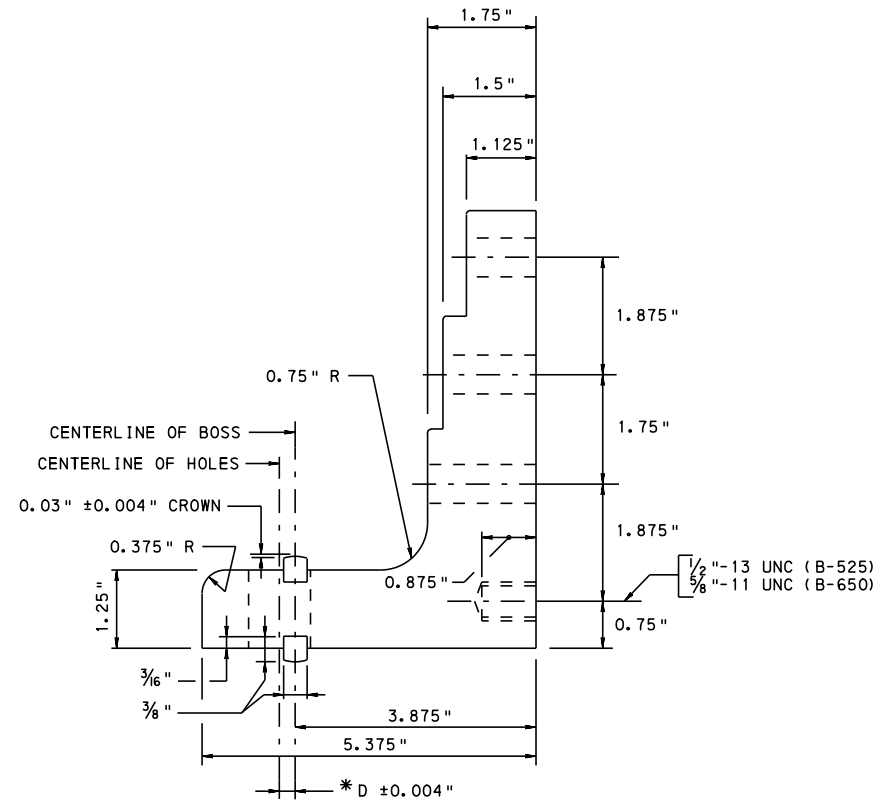 1.75"
1.5"
1.125"
1.875"
0.75" R
1.75"
CENTERLINE OF BOSS
CENTERLINE OF HOLES
0.03" ±0.004" CROWN
1.875"
0.375" R
0.875"
½"-13 UNC (B-525)
⅝"-11 UNC (B-650)
1.25"
0.75"
3⁄16"
⅜"
3.875"
5.375"
*D ±0.004"